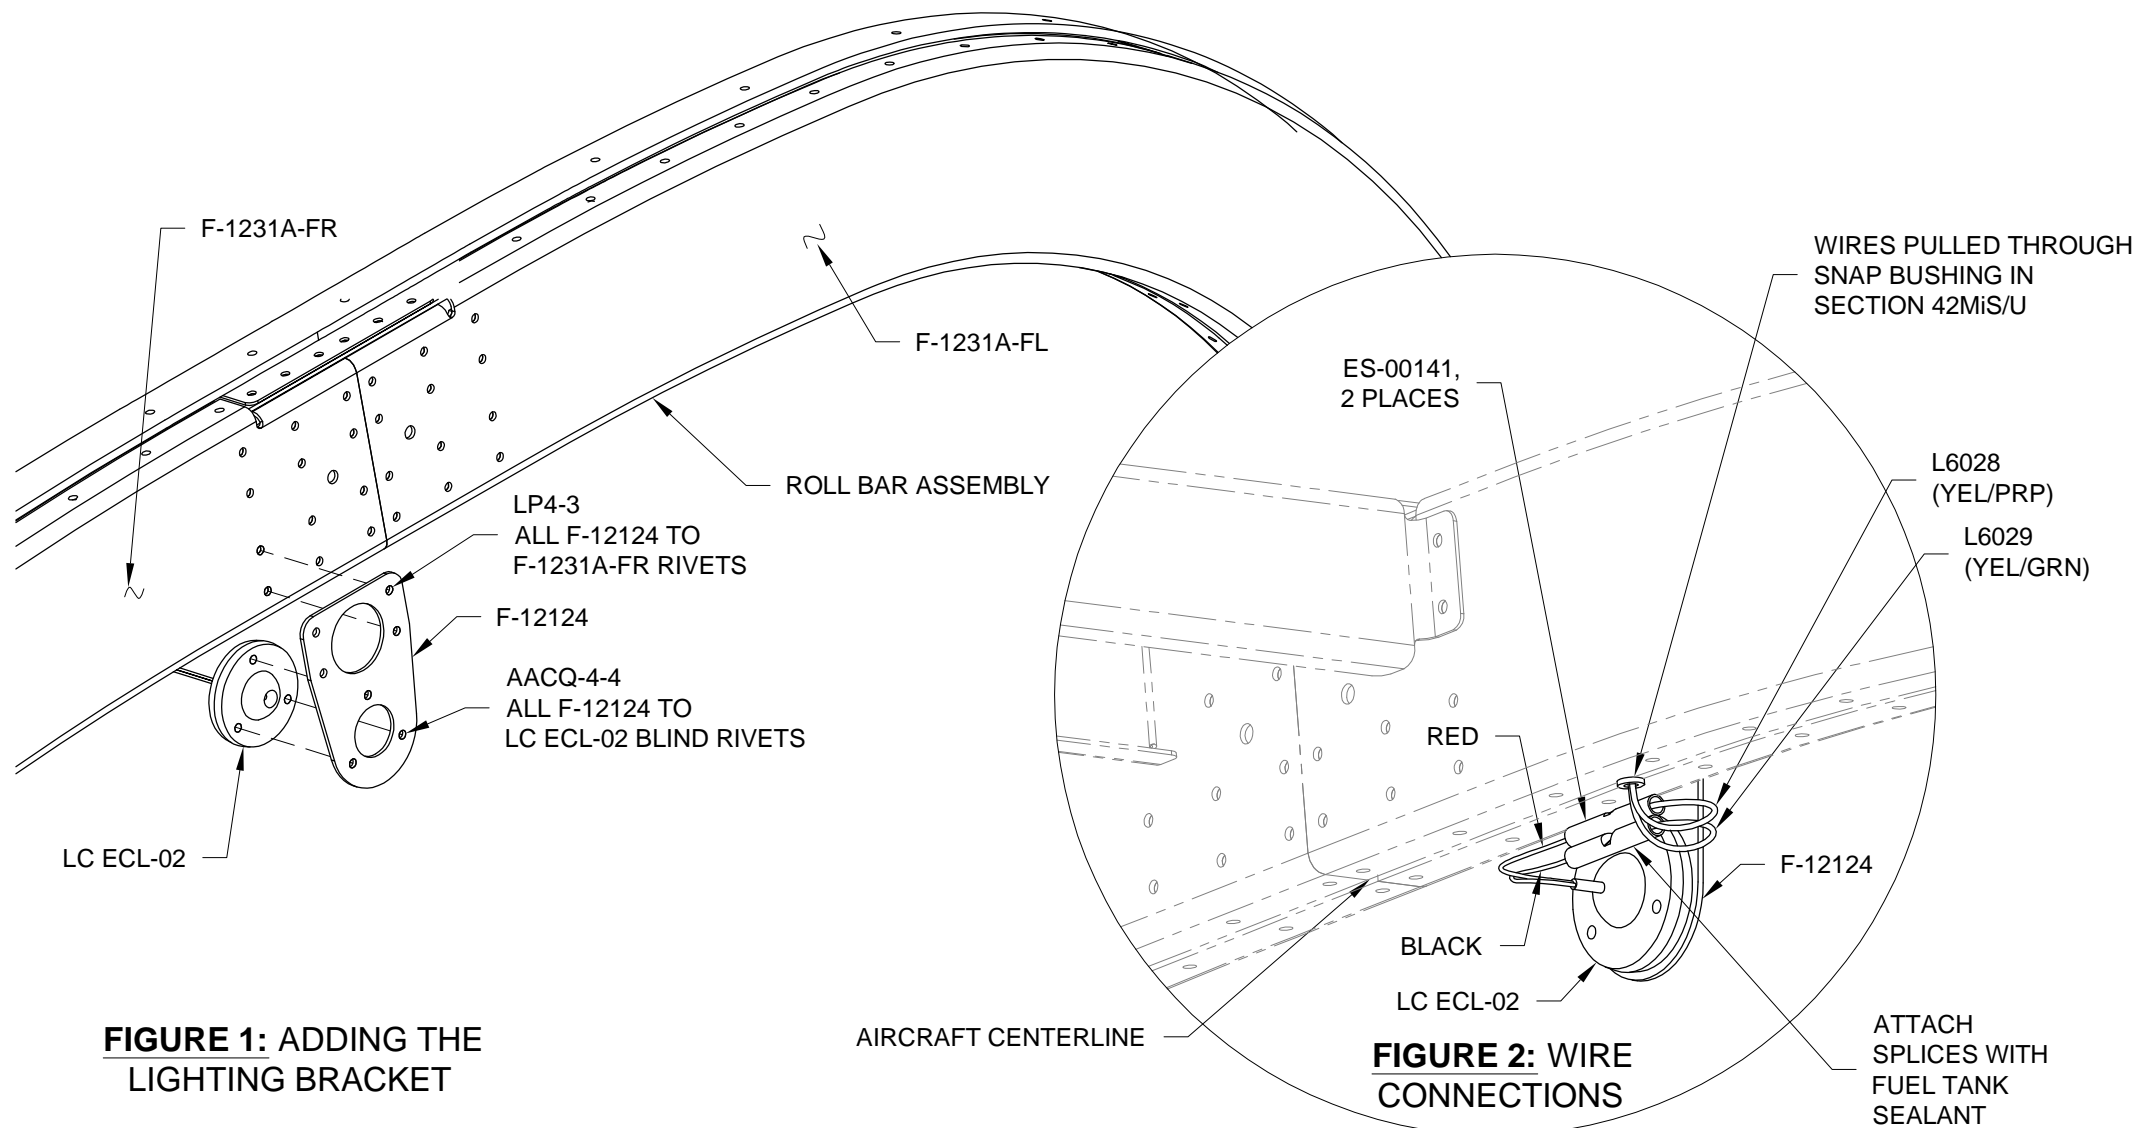 F-1231A-FR
F-1231A-FL
ROLL BAR ASSEMBLY
LP4-3
ALL F-12124 TO
F-1231A-FR RIVETS
F-12124
AACQ-4-4
ALL F-12124 TO
LC ECL-02 BLIND RIVETS
LC ECL-02
FIGURE 1: ADDING THE
LIGHTING BRACKET
WIRES PULLED THROUGH
SNAP BUSHING IN
SECTION 42MiS/U
ES-00141,
2 PLACES
L6028
(YEL/PRP)
L6029
(YEL/GRN)
RED
F-12124
BLACK
LC ECL-02
AIRCRAFT CENTERLINE
ATTACH
SPLICES WITH
FUEL TANK
SEALANT
FIGURE 2: WIRE
CONNECTIONS